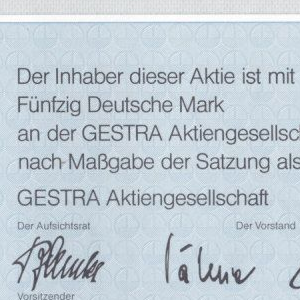 Der Inhaber dieser Aktie ist mit
Fünfzig Deutsche Mark
an der GESTRA Aktiengesellsch
nach Maßgabe der Satzung als
GESTRA Aktiengesellschaft
Der Aufsichtsrat Der Vorstand
Vorsitzender